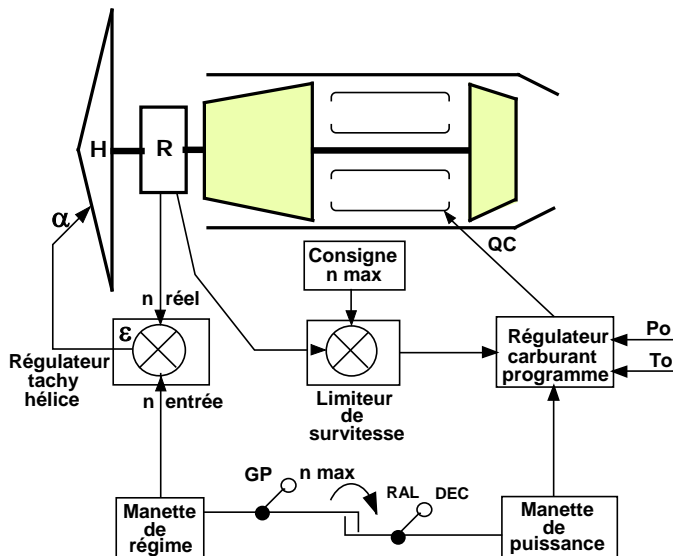 H
R
α
QC
Consigne
n max
n réel
ε
Régulateur
tachy
hélice
n entrée
Limiteur
de
survitesse
Régulateur
carburant
programme
Po
To
GP
n max
RAL
DEC
Manette
de
régime
Manette
de
puissance